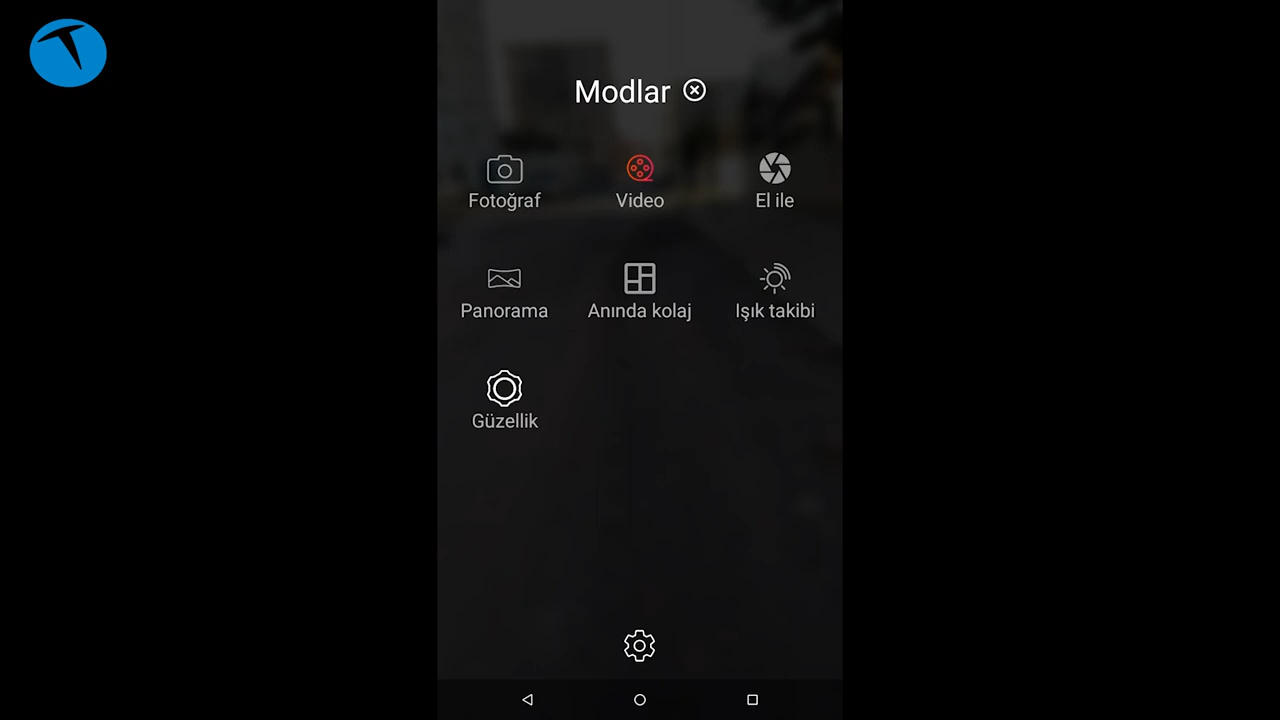 Modlar
Fotoğraf
Video
El ile
Panorama
Anında kolaj
Işık takibi
Güzellik